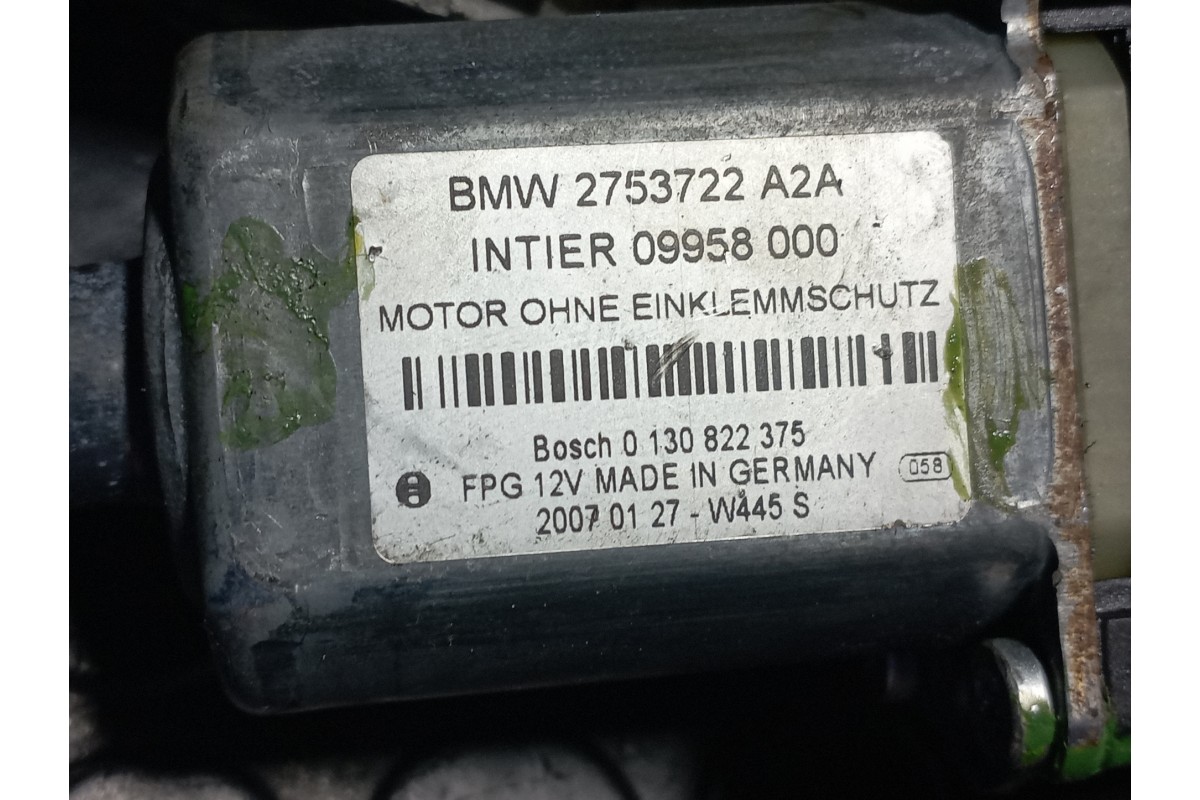 BMW 2753722 A2A
INTIER 09958 000
MOTOR OHNE EINKLEMMSCHUTZ
Bosch 0 130 822 375
FPG 12V MADE IN GERMANY 058
2007 01 27 - W445 S